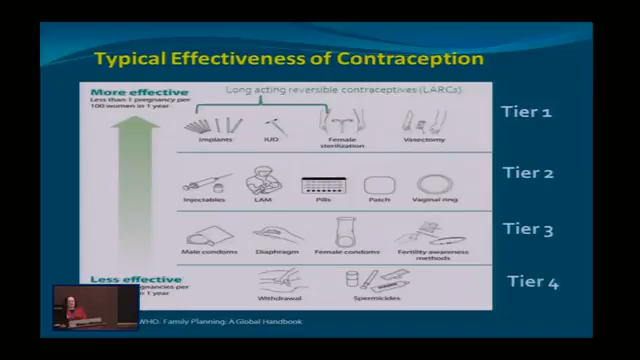 Typical Effectiveness of Contraception
More effective
Less than 1 pregnancy per
100 women in 1 year
Long acting reversible contraceptives (LARCs)
Tier 1
Implants
IUD
Female
sterilization
Vasectomy
Tier 2
Injectables
LAM
Pills
Patch
Vaginal ring
Tier 3
Male condoms
Diaphragm
Female condoms
Fertility awareness
methods
Tier 4
Less effective
pregnancies per
in 1 year
Withdrawal
Spermicides
WHO. Family Planning: A Global Handbook